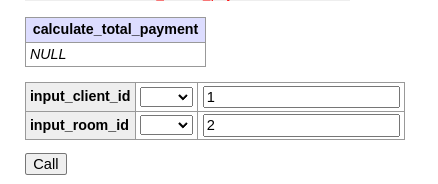 calculate_total_payment
NULL
input_client_id 1
input_room_id 2
Call